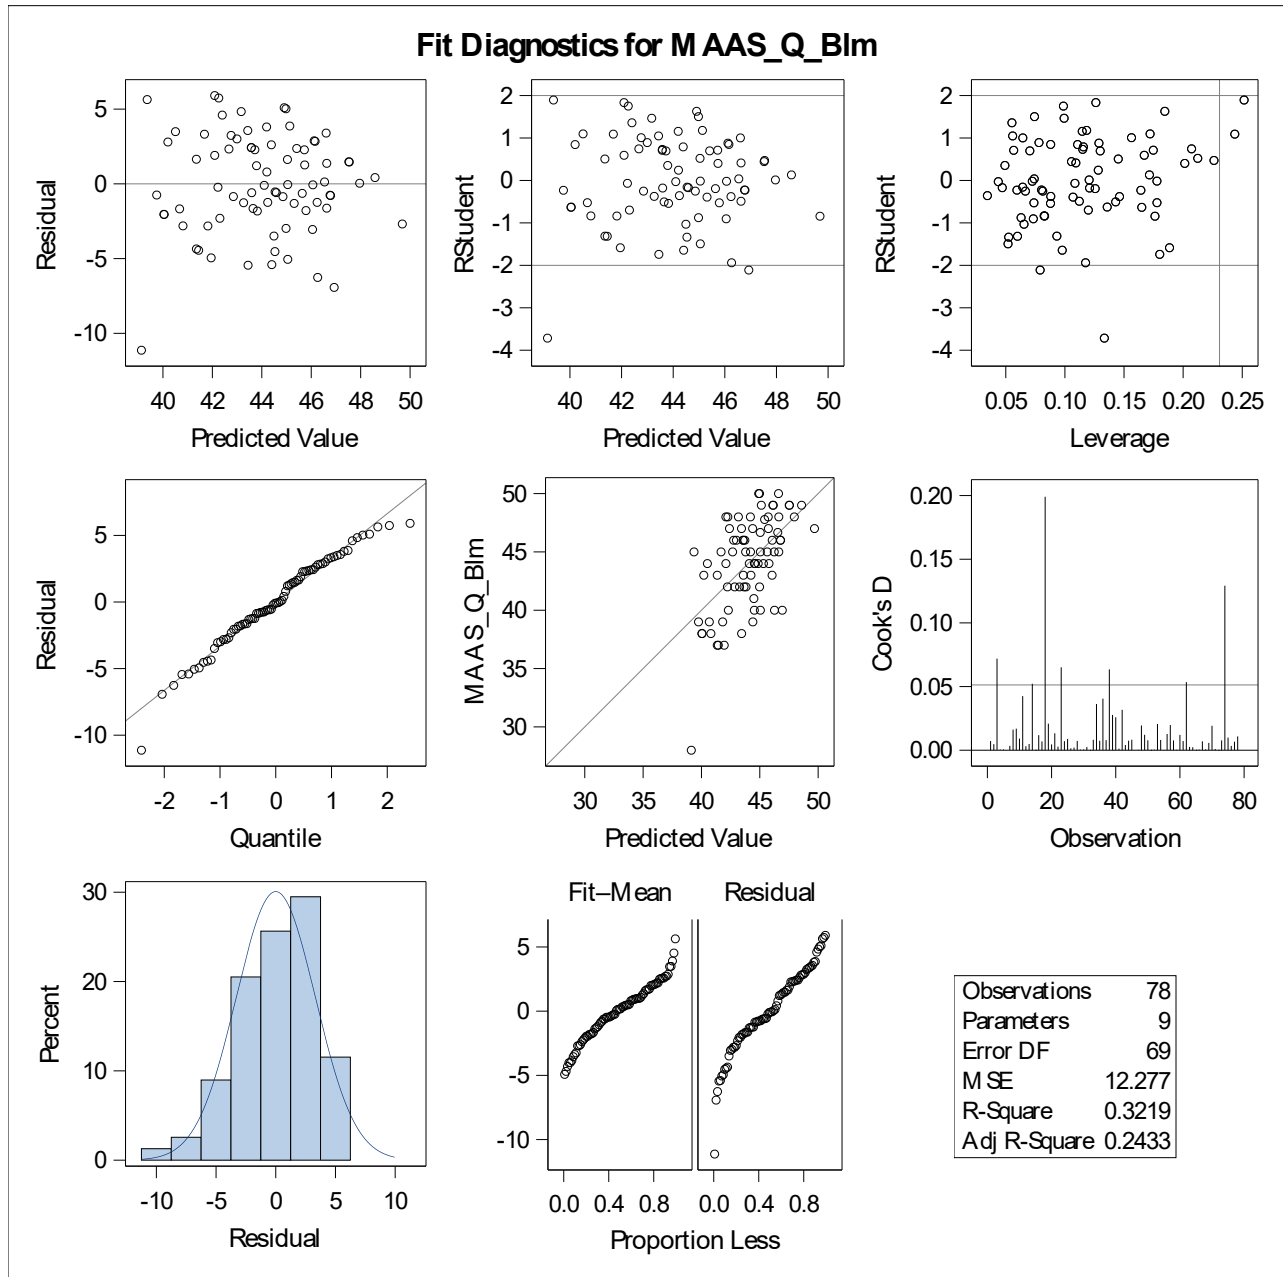 Fit Diagnostics for MAAS_Q_Blm
5
0
-5
-10
Residual
40 42 44 46 48 50
Predicted Value
2
1
0
-1
-2
-3
-4
RStudent
40 42 44 46 48 50
Predicted Value
2
1
0
-1
-2
-3
-4
RStudent
0.05 0.10 0.15 0.20 0.25
Leverage
5
0
-5
-10
Residual
-2 -1 0 1 2
Quantile
50
45
40
35
30
MAAS_Q_Blm
30 35 40 45 50
Predicted Value
0.20
0.15
0.10
0.05
0.00
Cook's D
0 20 40 60 80
Observation
30
20
10
0
Percent
-10 -5 0 5 10
Residual
Fit–Mean Residual
5
0
-5
-10
0.0 0.4 0.8 0.0 0.4 0.8
Proportion Less
Observations 78
Parameters 9
Error DF 69
MSE 12.277
R-Square 0.3219
Adj R-Square 0.2433